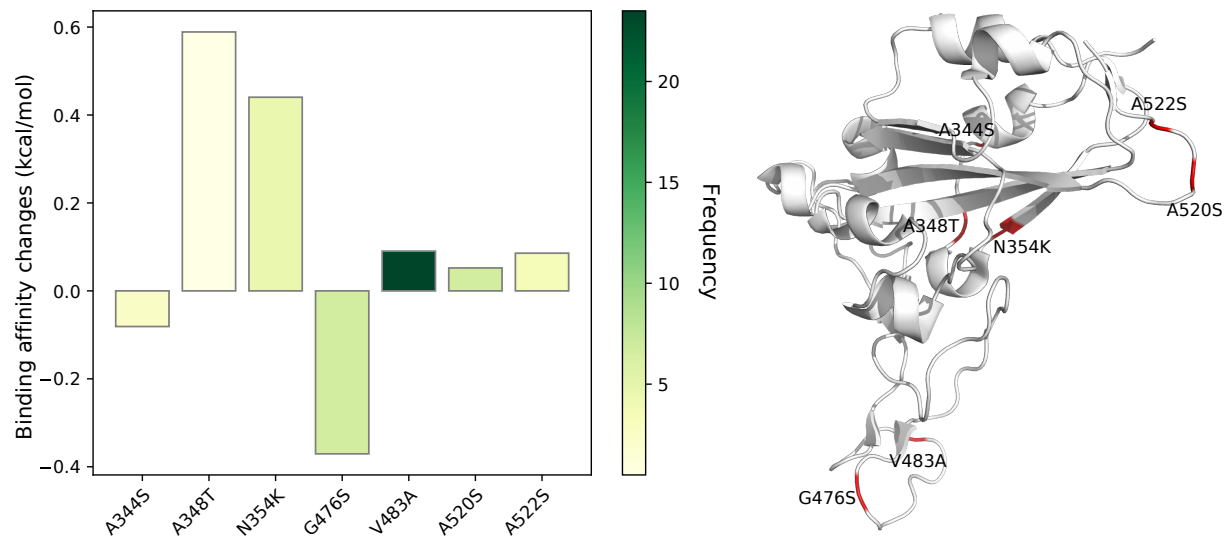 Binding affinity changes (kcal/mol)
0.6
0.4
0.2
0.0
−0.2
−0.4
A344S
A348T
N354K
G476S
V483A
A520S
A522S
20
15
10
5
Frequency
A522S
A344S
A520S
A348T
N354K
V483A
G476S